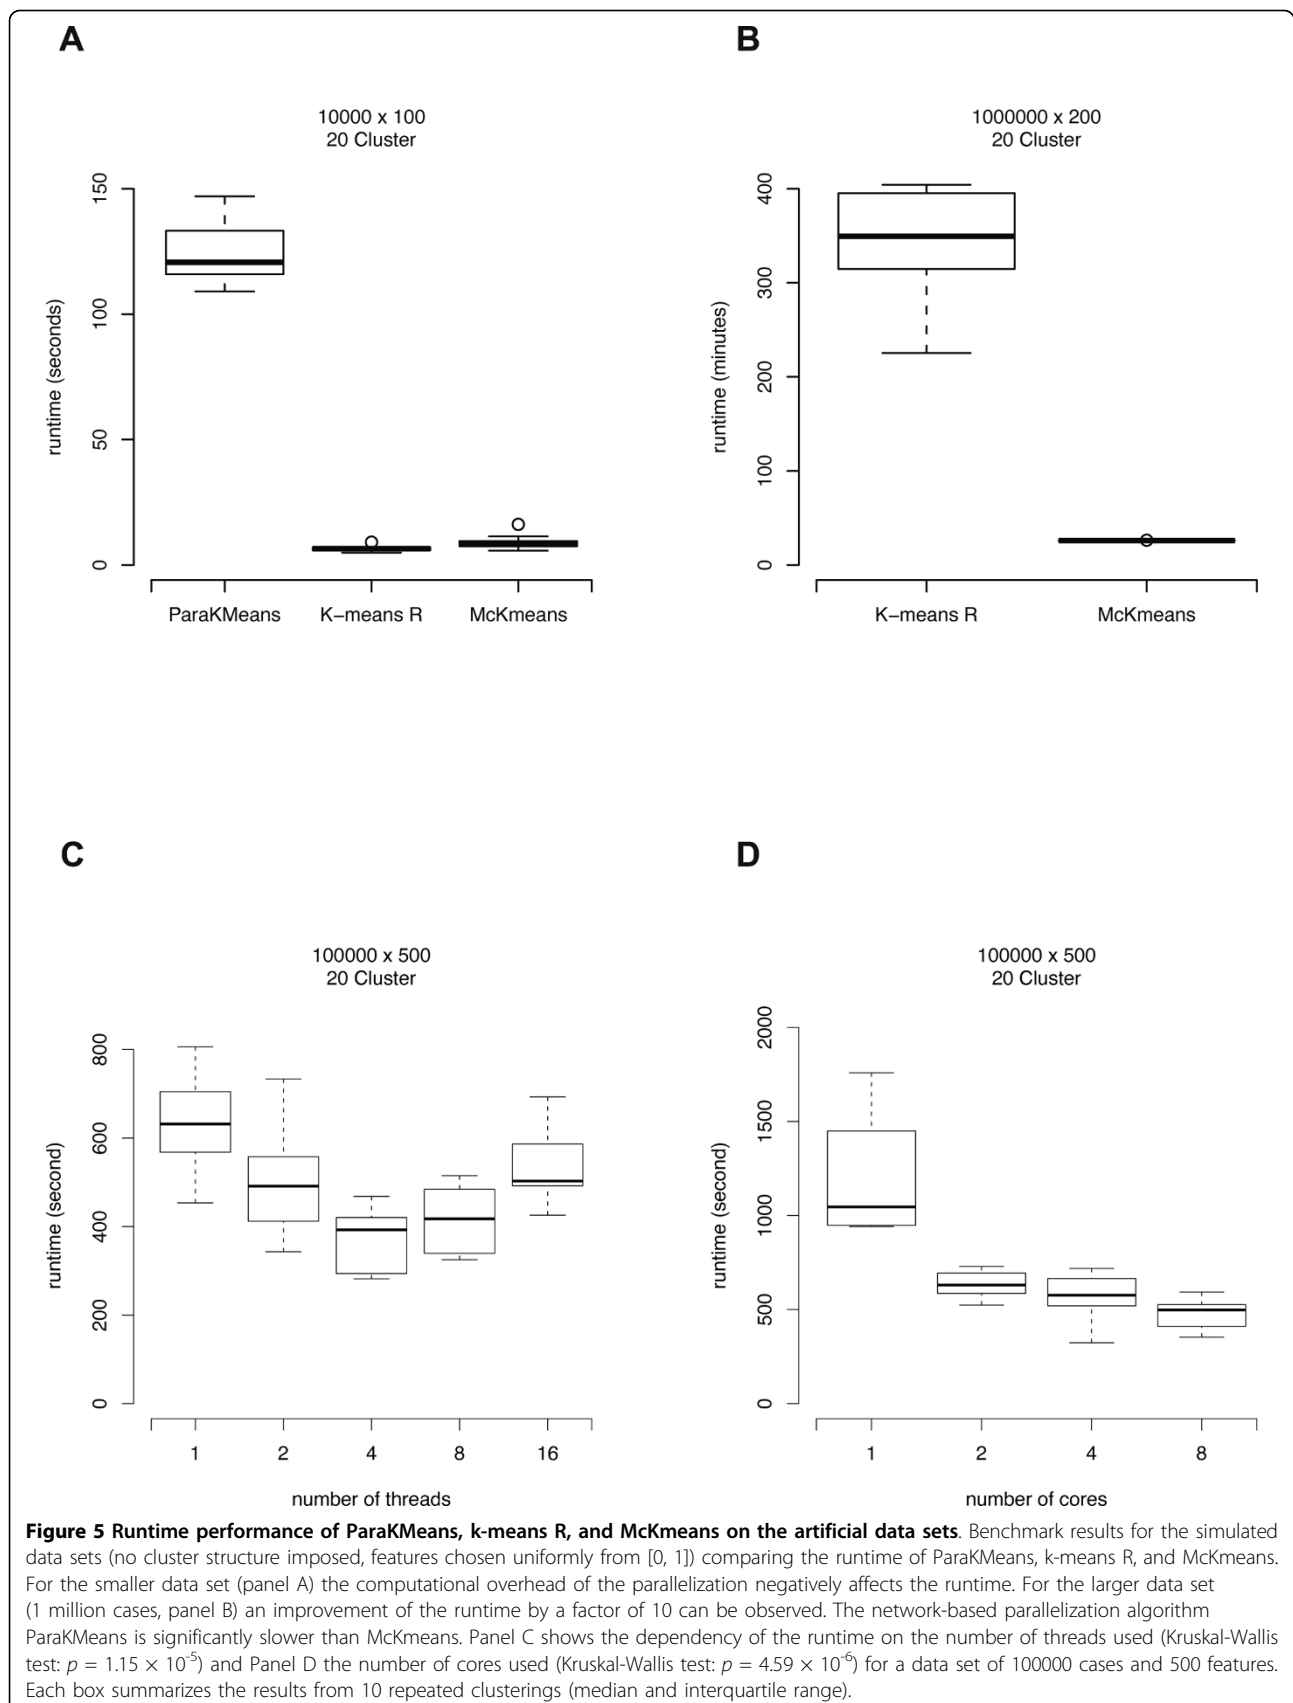 A
10000 x 100
20 Cluster
runtime (seconds)
150
100
50
0
ParaKMeans K−means R McKmeans
B
1000000 x 200
20 Cluster
runtime (minutes)
400
300
200
100
0
K−means R McKmeans
C
100000 x 500
20 Cluster
runtime (second)
800
600
400
200
0
1 2 4 8 16
number of threads
D
100000 x 500
20 Cluster
runtime (second)
2000
1500
1000
500
0
1 2 4 8
number of cores
Figure 5 Runtime performance of ParaKMeans, k-means R, and McKmeans on the artificial data sets. Benchmark results for the simulated
data sets (no cluster structure imposed, features chosen uniformly from [0, 1]) comparing the runtime of ParaKMeans, k-means R, and McKmeans.
For the smaller data set (panel A) the computational overhead of the parallelization negatively affects the runtime. For the larger data set
(1 million cases, panel B) an improvement of the runtime by a factor of 10 can be observed. The network-based parallelization algorithm
ParaKMeans is significantly slower than McKmeans. Panel C shows the dependency of the runtime on the number of threads used (Kruskal-Wallis
test: p = 1.15 × 10⁻⁵) and Panel D the number of cores used (Kruskal-Wallis test: p = 4.59 × 10⁻⁶) for a data set of 100000 cases and 500 features.
Each box summarizes the results from 10 repeated clusterings (median and interquartile range).